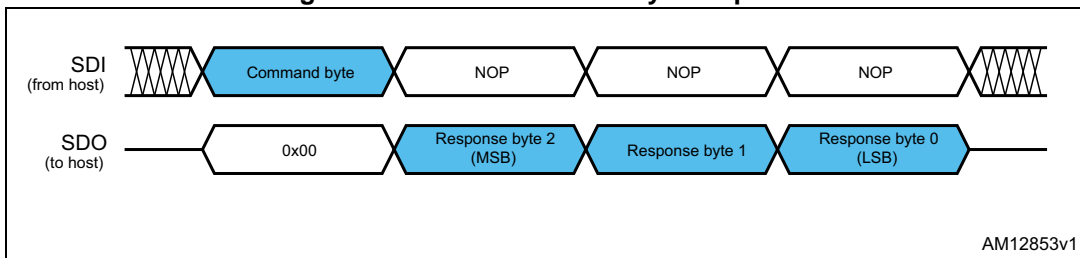 SDI
(from host)
Command byte
NOP
NOP
NOP
SDO
(to host)
0x00
Response byte 2
(MSB)
Response byte 1
Response byte 0
(LSB)
AM12853v1